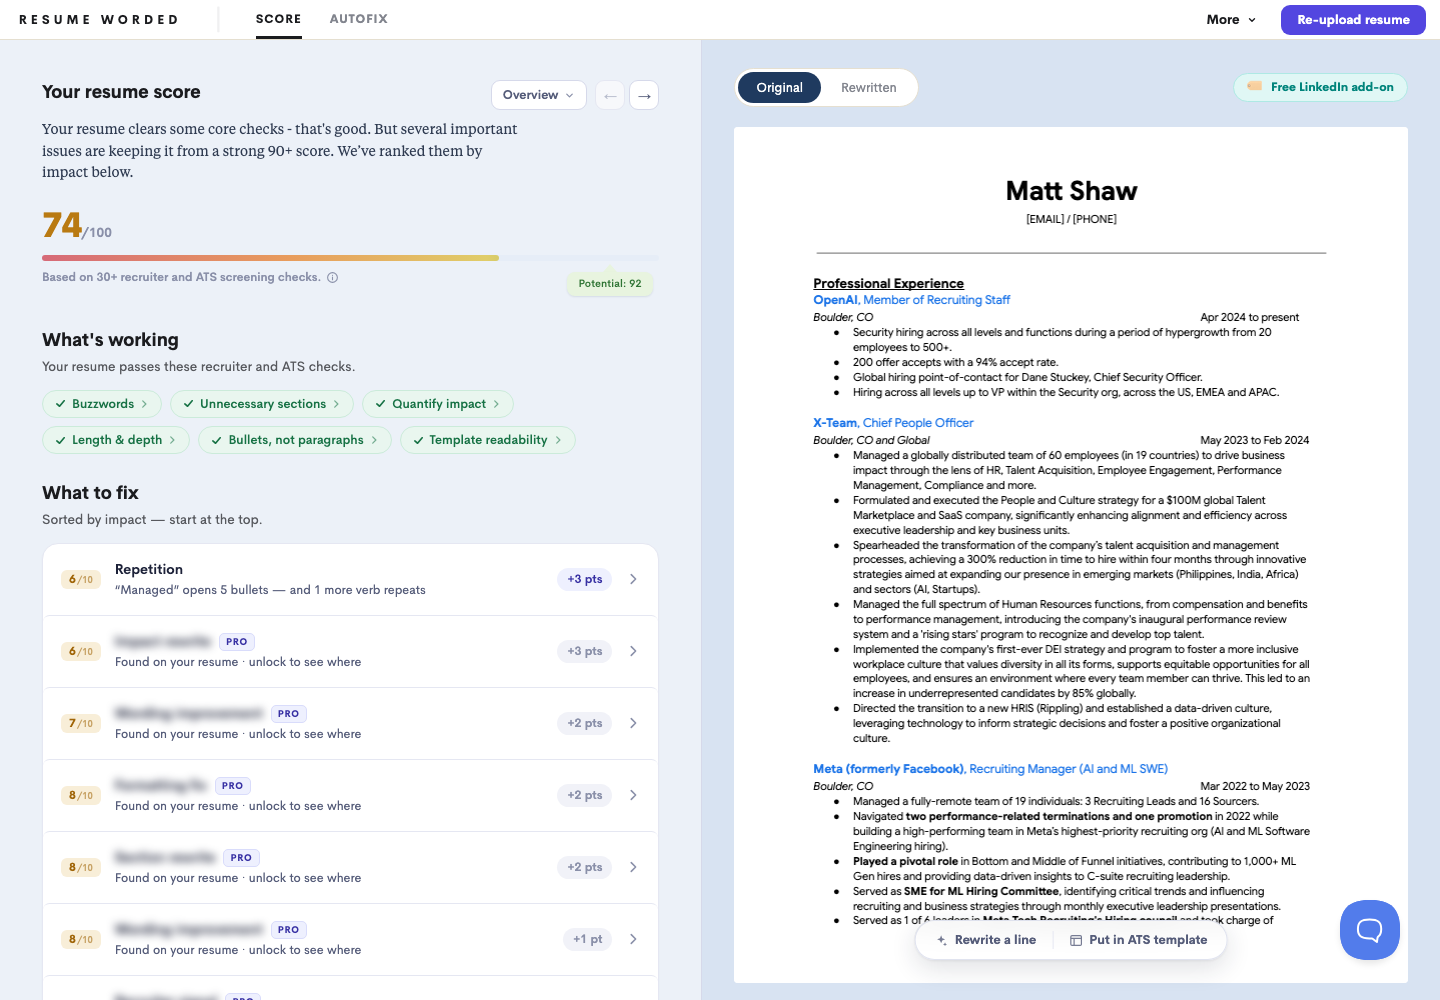 RESUME WORDED
SCORE
AUTOFIX
More
Re-upload resume
Your resume score
Overview
Your resume clears some core checks - that's good. But several important
issues are keeping it from a strong 90+ score. We've ranked them by
impact below.
74/100
Based on 30+ recruiter and ATS screening checks.
Potential: 92
What's working
Your resume passes these recruiter and ATS checks.
Buzzwords
Unnecessary sections
Quantify impact
Length & depth
Bullets, not paragraphs
Template readability
What to fix
Sorted by impact — start at the top.
6/10
Repetition
“Managed” opens 5 bullets — and 1 more verb repeats
+3 pts
6/10
PRO
Found on your resume · unlock to see where
+3 pts
7/10
PRO
Found on your resume · unlock to see where
+2 pts
8/10
PRO
Found on your resume · unlock to see where
+2 pts
8/10
PRO
Found on your resume · unlock to see where
+2 pts
8/10
PRO
Found on your resume · unlock to see where
+1 pt
PRO
Original
Rewritten
Free LinkedIn add-on
Matt Shaw
[EMAIL] / [PHONE]
Professional Experience
OpenAI, Member of Recruiting Staff
Boulder, CO
Apr 2024 to present
● Security hiring across all levels and functions during a period of hypergrowth from 20
employees to 500+.
● 200 offer accepts with a 94% accept rate.
● Global hiring point-of-contact for Dane Stuckey, Chief Security Officer.
● Hiring across all levels up to VP within the Security org, across the US, EMEA and APAC.
X-Team, Chief People Officer
Boulder, CO and Global
May 2023 to Feb 2024
● Managed a globally distributed team of 60 employees (in 19 countries) to drive business
impact through the lens of HR, Talent Acquisition, Employee Engagement, Performance
Management, Compliance and more.
● Formulated and executed the People and Culture strategy for a $100M global Talent
Marketplace and SaaS company, significantly enhancing alignment and efficiency across
executive leadership and key business units.
● Spearheaded the transformation of the company's talent acquisition and management
processes, achieving a 300% reduction in time to hire within four months through innovative
strategies aimed at expanding our presence in emerging markets (Philippines, India, Africa)
and sectors (AI, Startups).
● Managed the full spectrum of Human Resources functions, from compensation and benefits
to performance management, introducing the company's inaugural performance review
system and a 'rising stars' program to recognize and develop top talent.
● Implemented the company's first-ever DEI strategy and program to foster a more inclusive
workplace culture that values diversity in all its forms, supports equitable opportunities for all
employees, and ensures an environment where every team member can thrive. This led to an
increase in underrepresented candidates by 85% globally.
● Directed the transition to a new HRIS (Rippling) and established a data-driven culture,
leveraging technology to inform strategic decisions and foster a positive organizational
culture.
Meta (formerly Facebook), Recruiting Manager (AI and ML SWE)
Boulder, CO
Mar 2022 to May 2023
● Managed a fully-remote team of 19 individuals: 3 Recruiting Leads and 16 Sourcers.
● Navigated two performance-related terminations and one promotion in 2022 while
building a high-performing team in Meta's highest-priority recruiting org (AI and ML Software
Engineering hiring).
● Played a pivotal role in Bottom and Middle of Funnel initiatives, contributing to 1,000+ ML
Gen hires and providing data-driven insights to C-suite recruiting leadership.
● Served as SME for ML Hiring Committee, identifying critical trends and influencing
recruiting and business strategies through monthly executive leadership presentations.
● Served as 1 of 6 leaders in Meta Tech Recruiting's Hiring council and took charge of
Rewrite a line
Put in ATS template